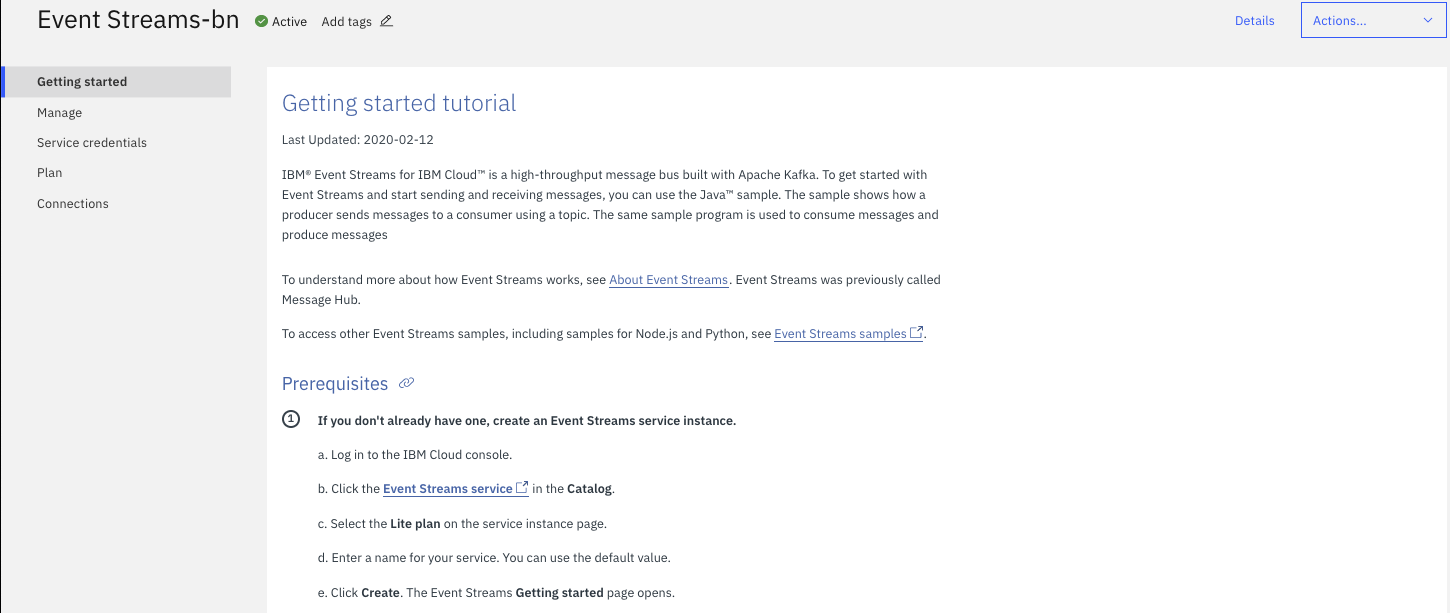 Event Streams-bn Active Add tags Details Actions...
Getting started
Manage
Service credentials
Plan
Connections
Getting started tutorial
Last Updated: 2020-02-12
IBM® Event Streams for IBM Cloud™ is a high-throughput message bus built with Apache Kafka. To get started with
Event Streams and start sending and receiving messages, you can use the Java™ sample. The sample shows how a
producer sends messages to a consumer using a topic. The same sample program is used to consume messages and
produce messages
To understand more about how Event Streams works, see About Event Streams. Event Streams was previously called
Message Hub.
To access other Event Streams samples, including samples for Node.js and Python, see Event Streams samples.
Prerequisites
1 If you don't already have one, create an Event Streams service instance.
a. Log in to the IBM Cloud console.
b. Click the Event Streams service in the Catalog.
c. Select the Lite plan on the service instance page.
d. Enter a name for your service. You can use the default value.
e. Click Create. The Event Streams Getting started page opens.